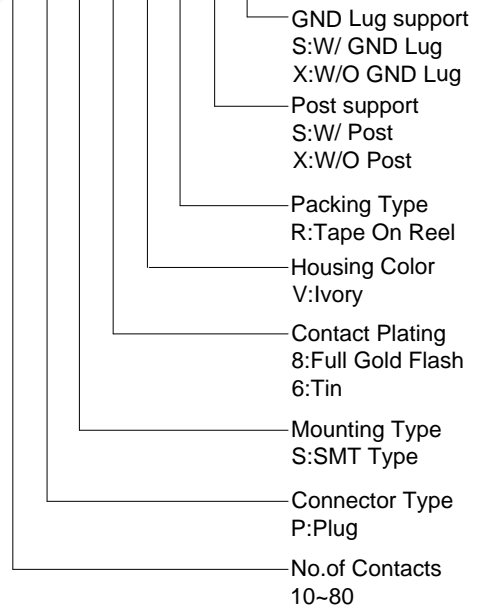 GND Lug support
S:W/ GND Lug
X:W/O GND Lug
Post support
S:W/ Post
X:W/O Post
Packing Type
R:Tape On Reel
Housing Color
V:Ivory
Contact Plating
8:Full Gold Flash
6:Tin
Mounting Type
S:SMT Type
Connector Type
P:Plug
No.of Contacts
10~80